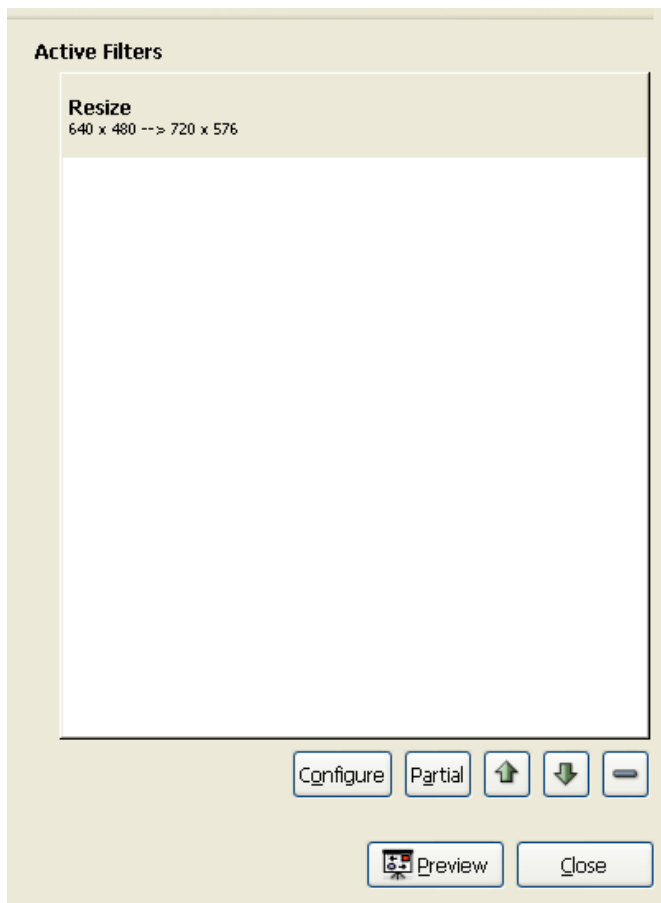 Active Filters
Resize
640 x 480 --> 720 x 576
Configure Partial
Preview Close